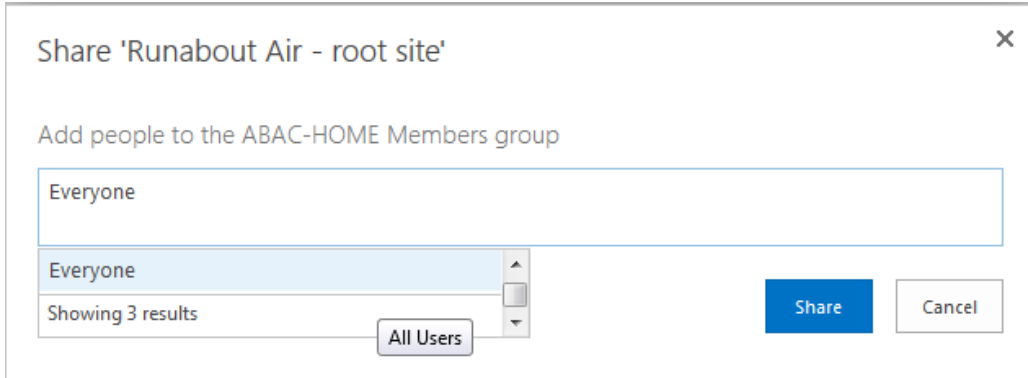 Share 'Runabout Air - root site'
Add people to the ABAC-HOME Members group
Everyone
Everyone
Showing 3 results
All Users
Share
Cancel